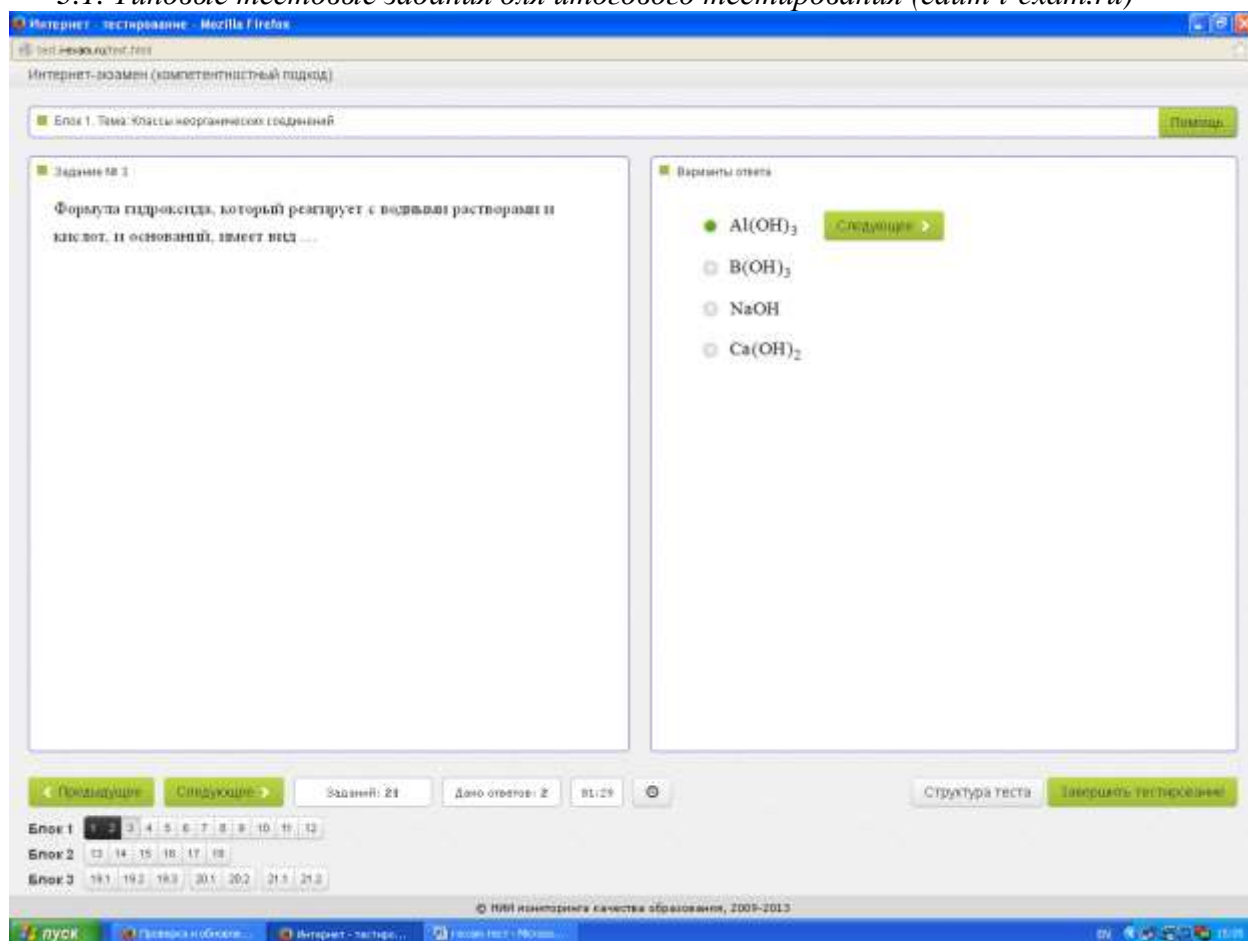 5.1. Типовые тестовые задания для итогового тестирования (сайт i-exam.ru)
Интернет - тестирование - Mozilla Firefox
Интернет-экзамен (компетентностный подход)
Блок 1. Тема: Классы неорганических соединений
Помощь
Задание № 3
Формула гидроксида, который реагирует с водными растворами и
кислот, и оснований, имеет вид …
Варианты ответа
Al(OH)₃
Следующее >
B(OH)₃
NaOH
Ca(OH)₂
< Предыдущее
Следующее >
Заданий: 21
Дано ответов: 2
01:29
Структура теста
Завершить тестирование
Блок 1 1 2 3 4 5 6 7 8 9 10 11 12
Блок 2 13 14 15 16 17 18
Блок 3 19.1 19.2 19.3 20.1 20.2 21.1 21.2
© НИИ мониторинга качества образования, 2009-2013
пуск
Интернет - тестиро...
EN